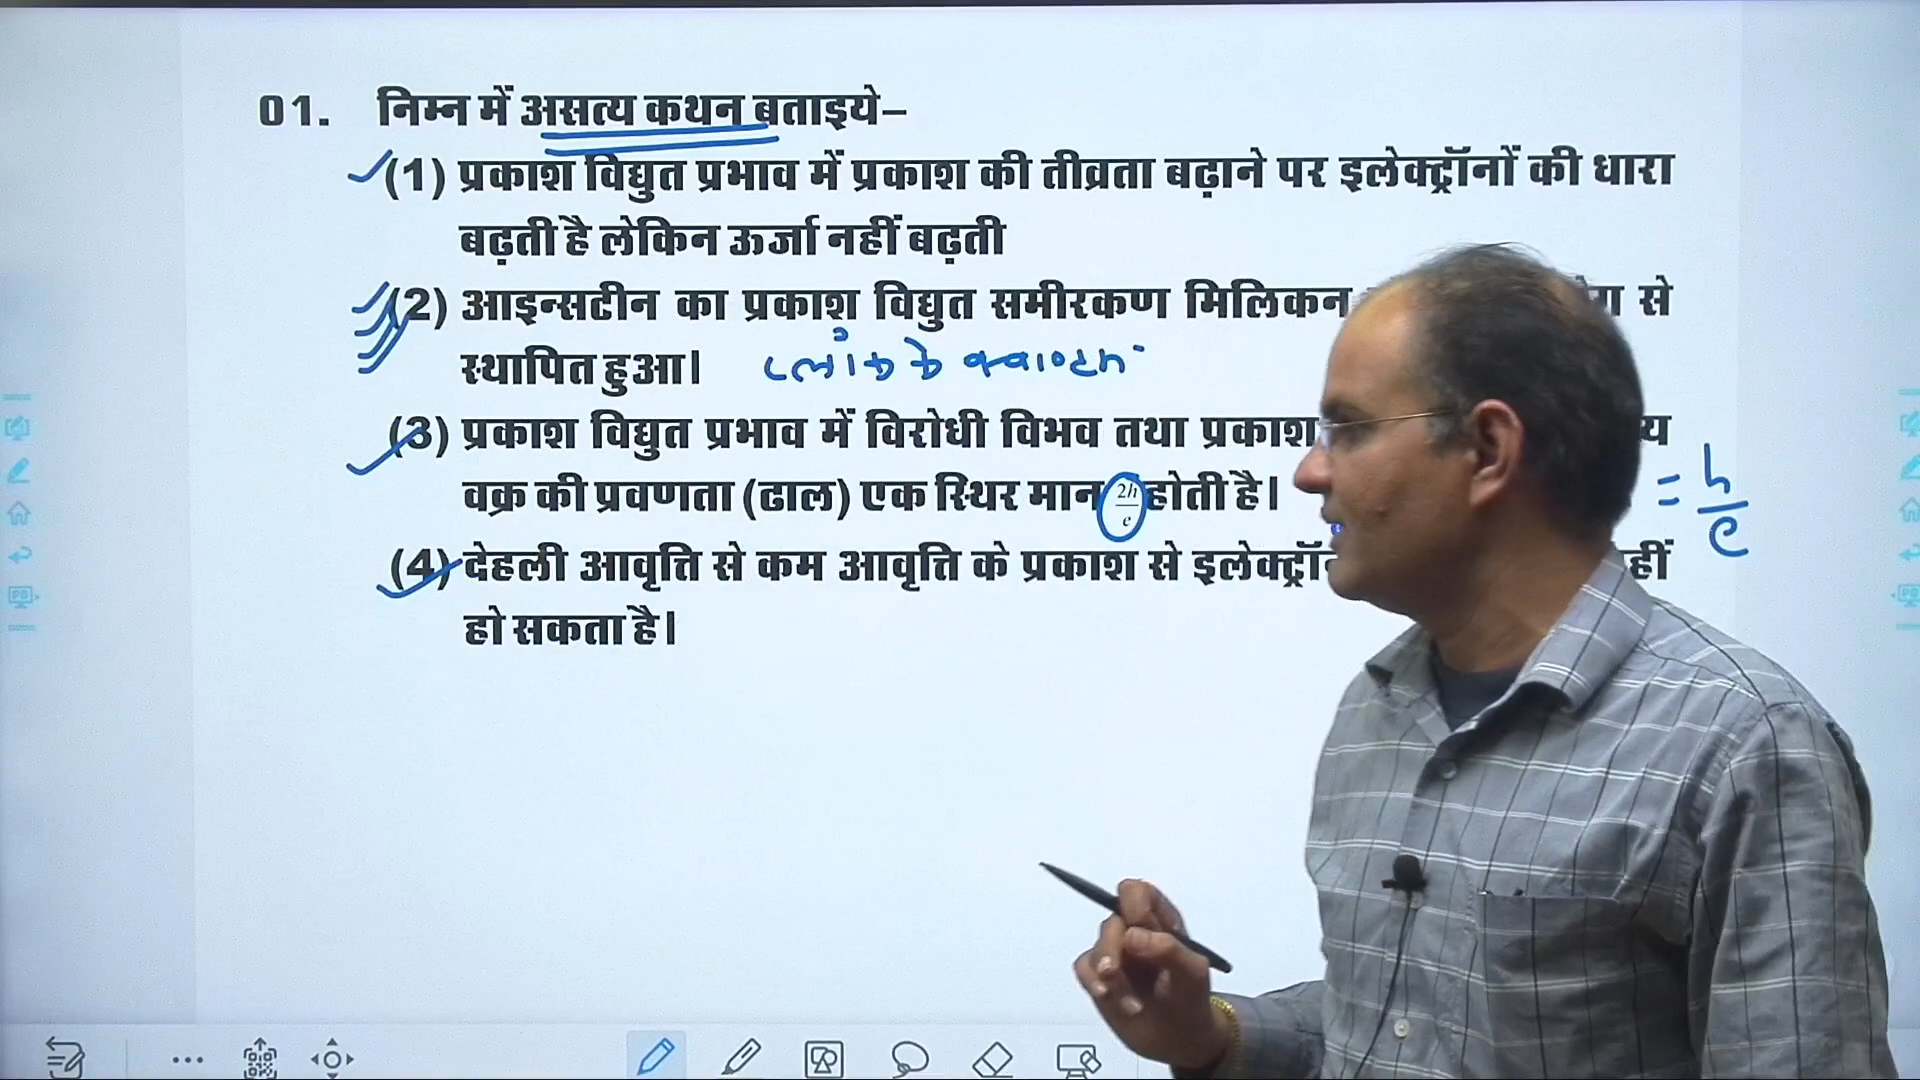 01. निम्न में असत्य कथन बताइये–
(1) प्रकाश विद्युत प्रभाव में प्रकाश की तीव्रता बढ़ाने पर इलेक्ट्रॉनों की धारा
बढ़ती है लेकिन ऊर्जा नहीं बढ़ती
(2) आइन्सटीन का प्रकाश विद्युत समीरकण मिलिकन से
स्थापित हुआ।
(3) प्रकाश विद्युत प्रभाव में विरोधी विभव तथा प्रकाश
वक्र की प्रवणता (ढाल) एक स्थिर मान 2h/e होती है। = h/e
(4) देहली आवृत्ति से कम आवृत्ति के प्रकाश से
हो सकता है।